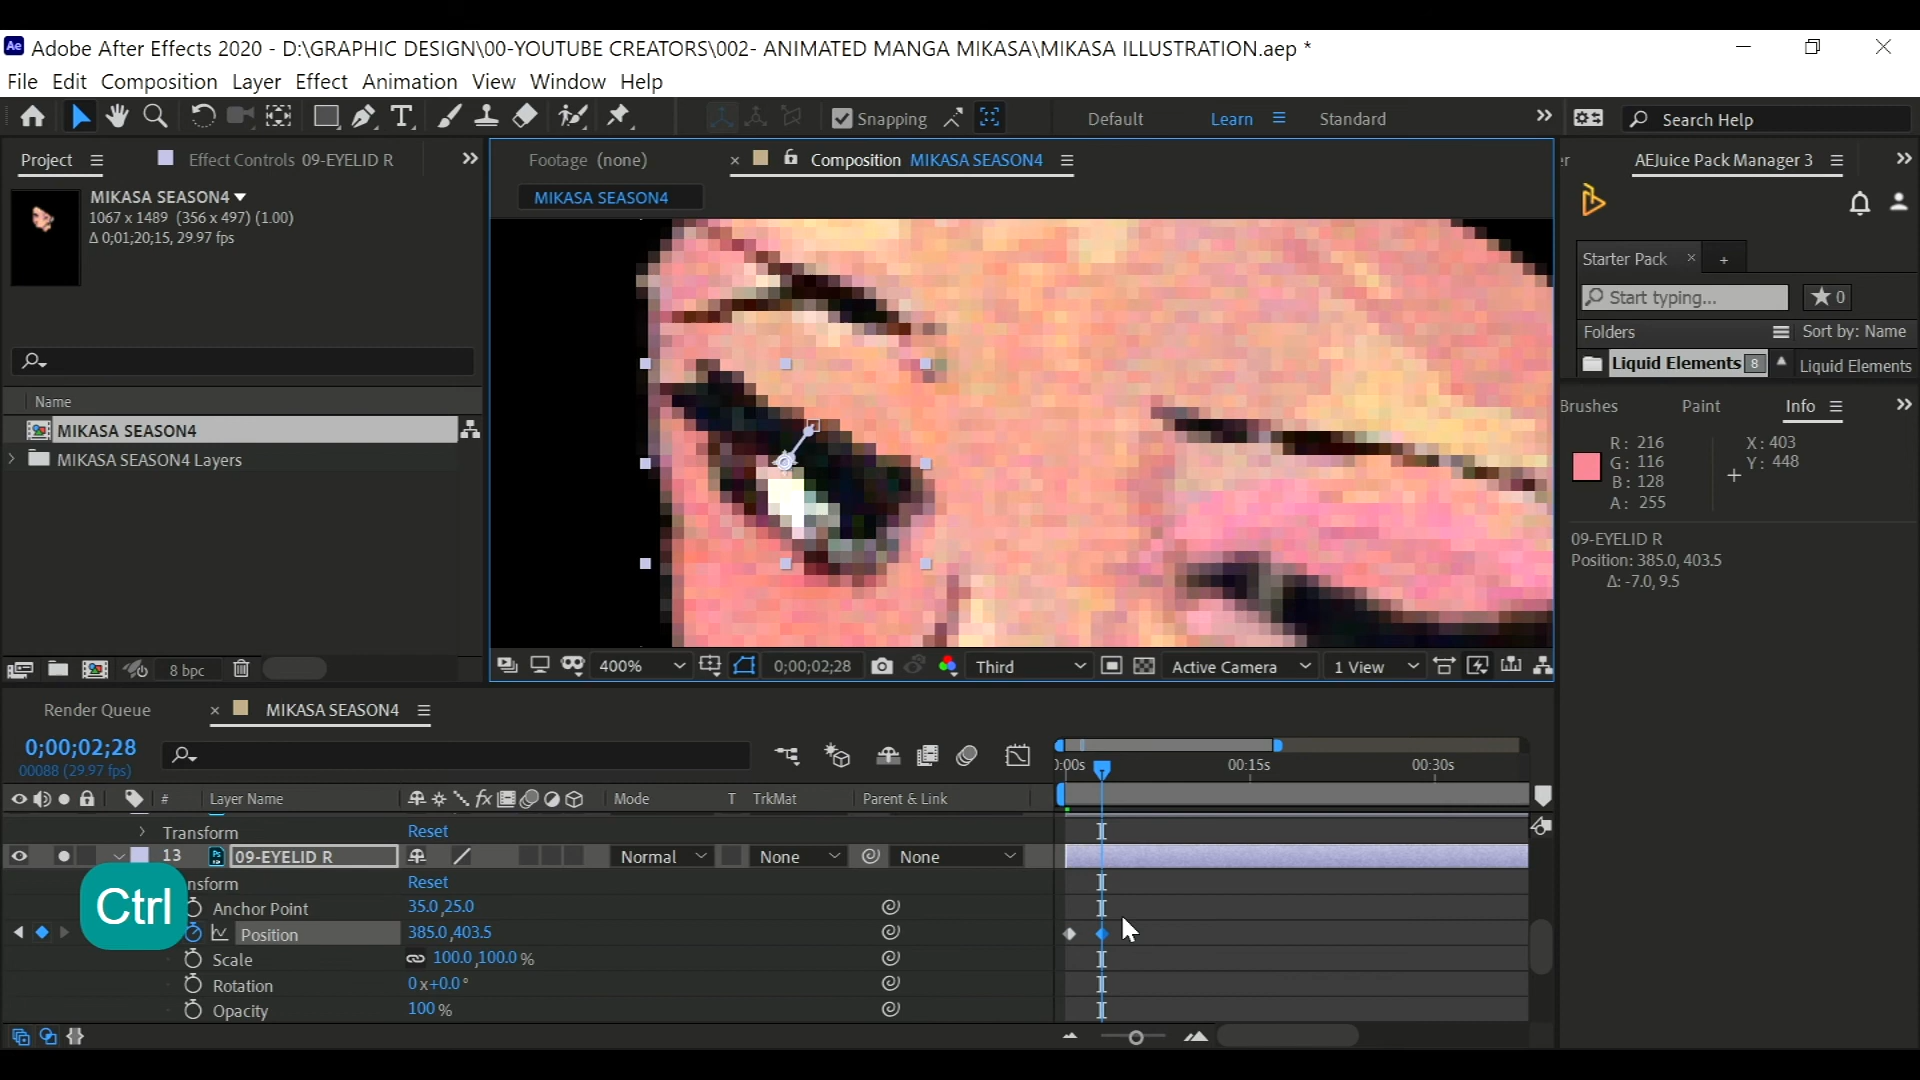 Ae Adobe After Effects 2020 - D:\GRAPHIC DESIGN\00-YOUTUBE CREATORS\002- ANIMATED MANGA MIKASA\MIKASA ILLUSTRATION.aep *
File Edit Composition Layer Effect Animation View Window Help
Snapping Default Learn Standard Search Help
Project Effect Controls 09-EYELID R Footage (none) Composition MIKASA SEASON4 AEJuice Pack Manager 3
MIKASA SEASON4
1067 x 1489 (356 x 497) (1.00)
Δ 0;01;20;15, 29.97 fps
MIKASA SEASON4
Starter Pack × +
Start typing... 0
Folders Sort by: Name
Liquid Elements 8 Liquid Elements
Name
MIKASA SEASON4
MIKASA SEASON4 Layers
Brushes Paint Info
R: 216 X: 403
G: 116 Y: 448
B: 128
A: 255
09-EYELID R
Position: 385.0, 403.5
Δ: -7.0, 9.5
8 bpc
400% 0;00;02;28 Third Active Camera 1 View
Render Queue MIKASA SEASON4
0;00;02;28
00088 (29.97 fps)
00:15s 00:30s
# Layer Name Mode T TrkMat Parent & Link
Transform Reset
13 09-EYELID R Normal None None
nsform Reset
Ctrl
Anchor Point 35.0,25.0
Position 385.0,403.5
Scale 100.0,100.0%
Rotation 0x+0.0°
Opacity 100%